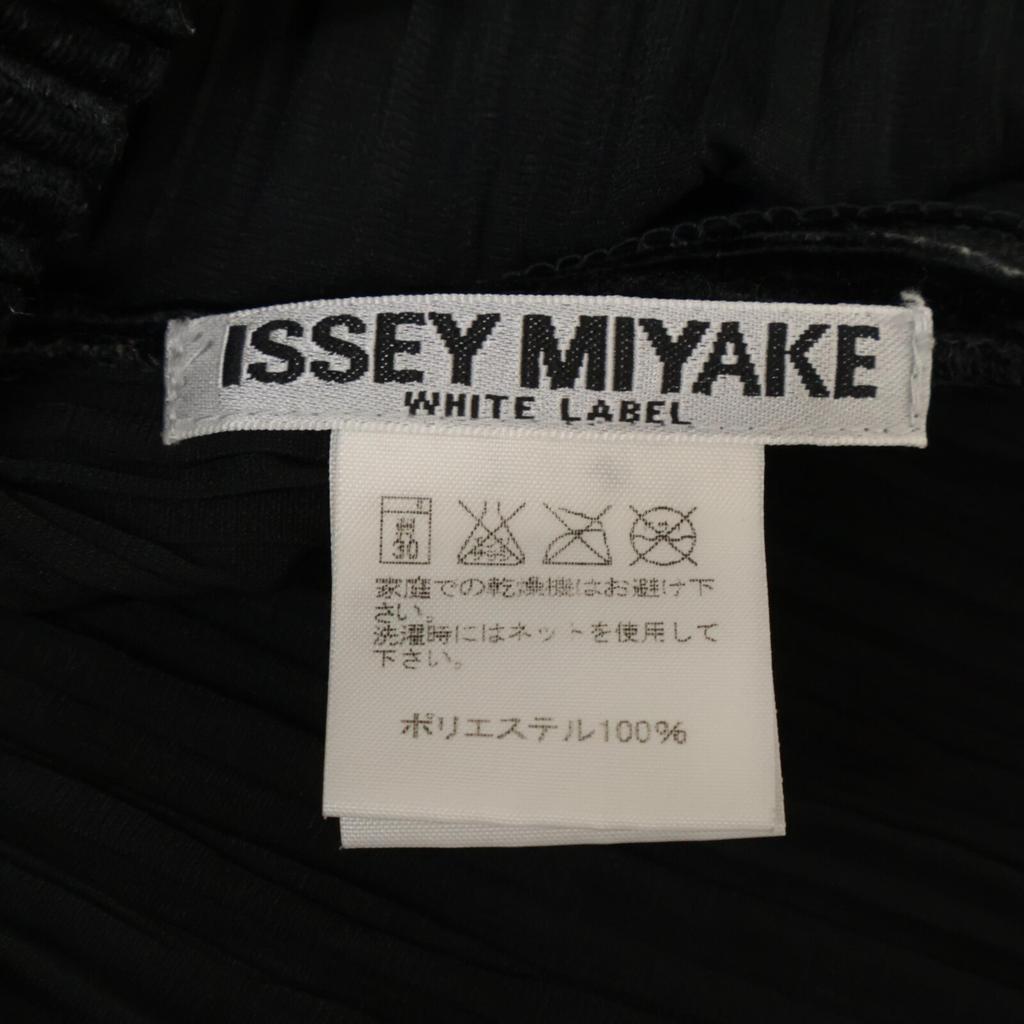 ISSEY MIYAKE
WHITE LABEL
30
家庭での乾燥機はお避け下
さい。
洗濯時にはネットを使用して
下さい。
ポリエステル100%